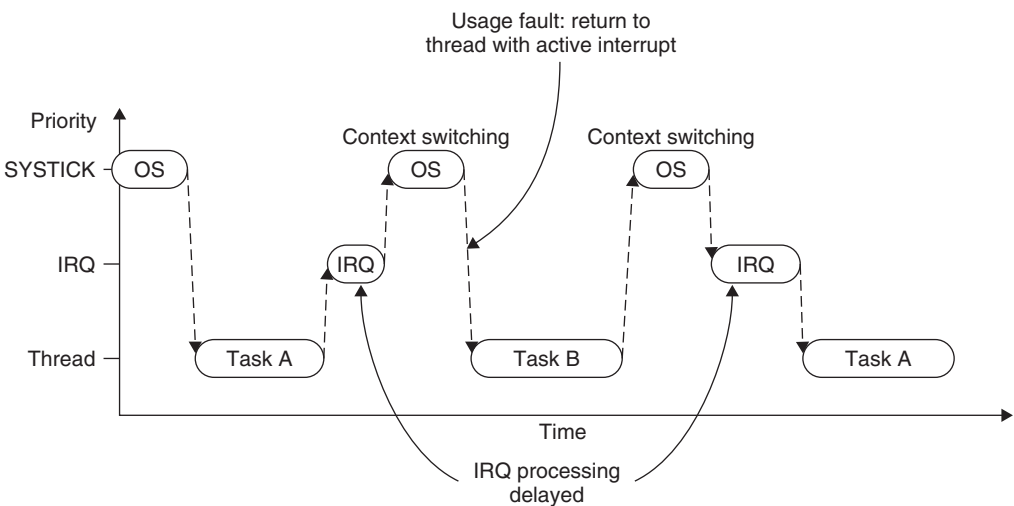 Usage fault: return to
thread with active interrupt
Priority
Context switching
Context switching
SYSTICK
OS
OS
OS
IRQ
IRQ
IRQ
Thread
Task A
Task B
Task A
Time
IRQ processing
delayed